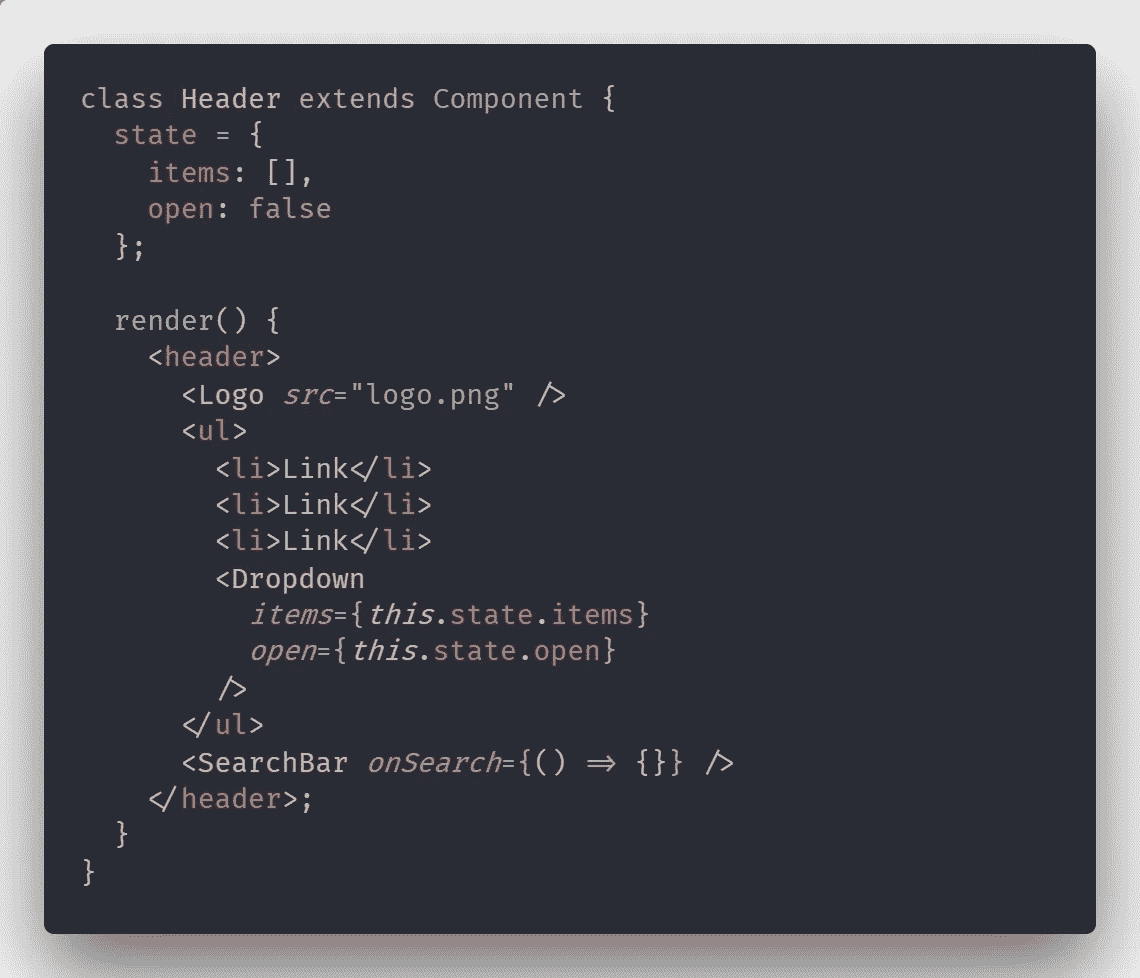 class Header extends Component {
  state = {
    items: [],
    open: false
  };

  render() {
    <header>
      <Logo src="logo.png" />
      <ul>
        <li>Link</li>
        <li>Link</li>
        <li>Link</li>
        <Dropdown
          items={this.state.items}
          open={this.state.open}
        />
      </ul>
      <SearchBar onSearch={() => {}} />
    </header>;
  }
}